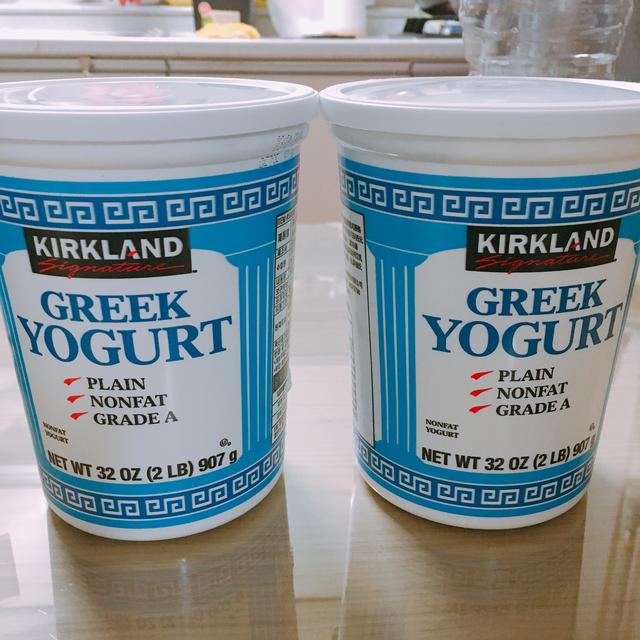 KIRKLAND
Signature
GREEK
YOGURT
PLAIN
NONFAT
GRADE A
NONFAT
YOGURT
NET WT 32 OZ (2 LB) 907 g
KIRKLAND
Signature
GREEK
YOGURT
PLAIN
NONFAT
GRADE A
NONFAT
YOGURT
NET WT 32 OZ (2 LB) 907 g